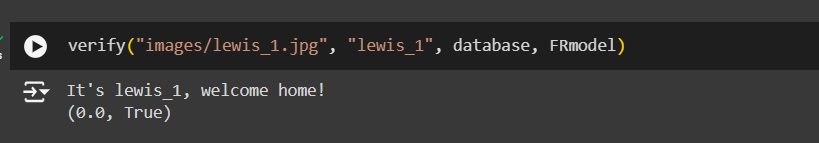 verify("images/lewis_1.jpg", "lewis_1", database, FRmodel)
It's lewis_1, welcome home!
(0.0, True)